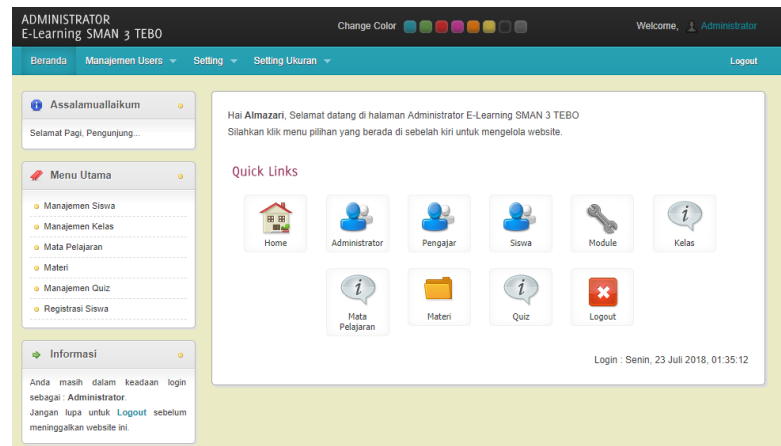 ADMINISTRATOR
E-Learning SMAN 3 TEBO
Change Color
Welcome, Administrator
Beranda Manajemen Users Setting Setting Ukuran Logout
Assalamuallaikum
Selamat Pagi, Pengunjung...
Menu Utama
Manajemen Siswa
Manajemen Kelas
Mata Pelajaran
Materi
Manajemen Quiz
Registrasi Siswa
Informasi
Anda masih dalam keadaan login
sebagai : Administrator.
Jangan lupa untuk Logout sebelum
meninggalkan website ini.
Hai Almazari, Selamat datang di halaman Administrator E-Learning SMAN 3 TEBO
Silahkan klik menu pilihan yang berada di sebelah kiri untuk mengelola website.
Quick Links
Home Administrator Pengajar Siswa Module Kelas
Mata
Pelajaran Materi Quiz Logout
Login : Senin, 23 Juli 2018, 01:35:12